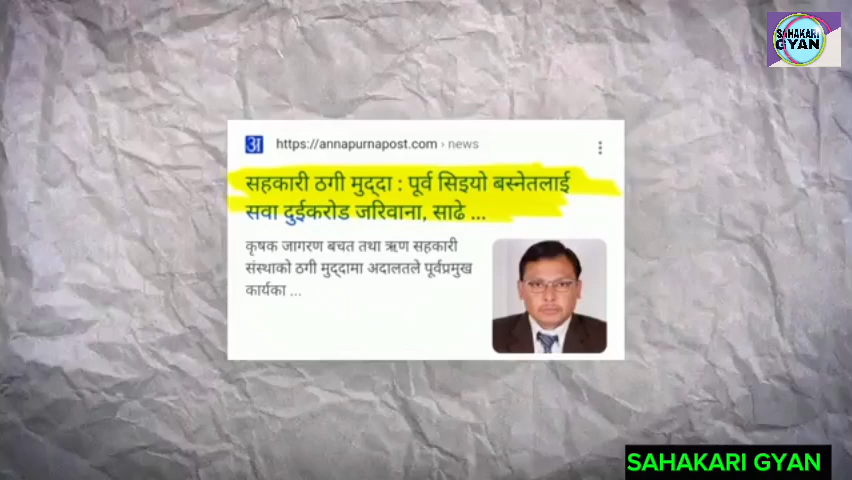 SAHAKARI
GYAN
अ
https://annapurnapost.com › news
सहकारी ठगी मुद्दा : पूर्व सिइयो बस्नेतलाई
सवा दुईकरोड जरिवाना, साढे ...
कृषक जागरण बचत तथा ऋण सहकारी
संस्थाको ठगी मुद्दामा अदालतले पूर्वप्रमुख
कार्यका ...
SAHAKARI GYAN